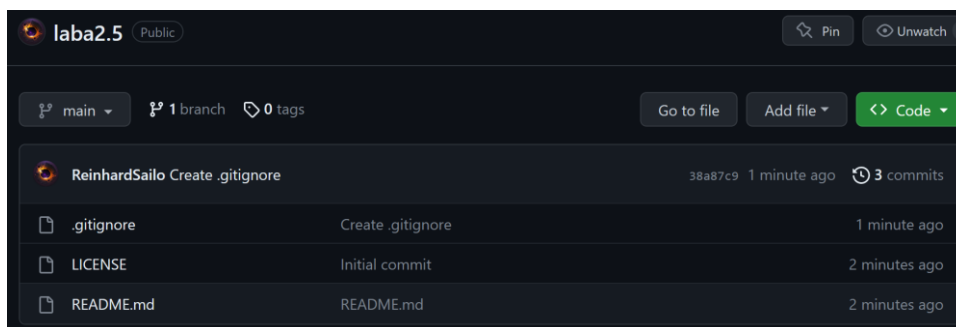 laba2.5 Public Pin Unwatch
main 1 branch 0 tags Go to file Add file Code
ReinhardSailo Create .gitignore 38a87c9 1 minute ago 3 commits
.gitignore Create .gitignore 1 minute ago
LICENSE Initial commit 2 minutes ago
README.md README.md 2 minutes ago